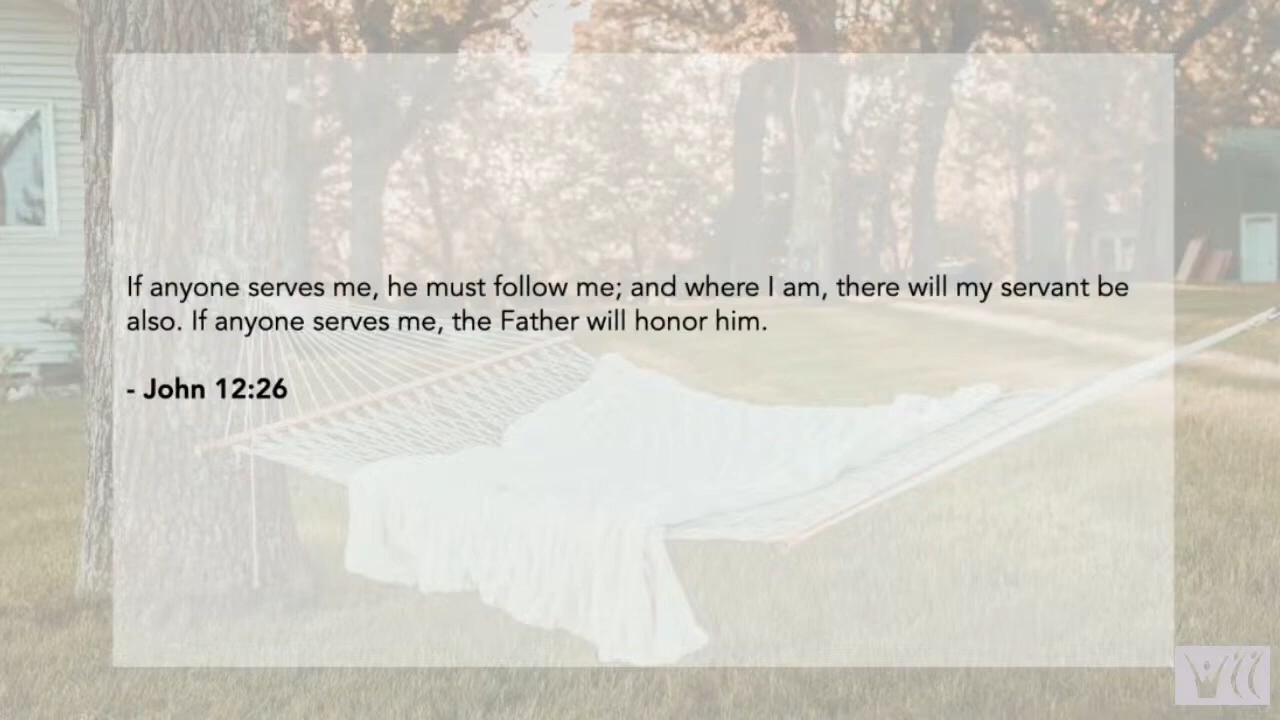 If anyone serves me, he must follow me; and where I am, there will my servant be
also. If anyone serves me, the Father will honor him.
- John 12:26